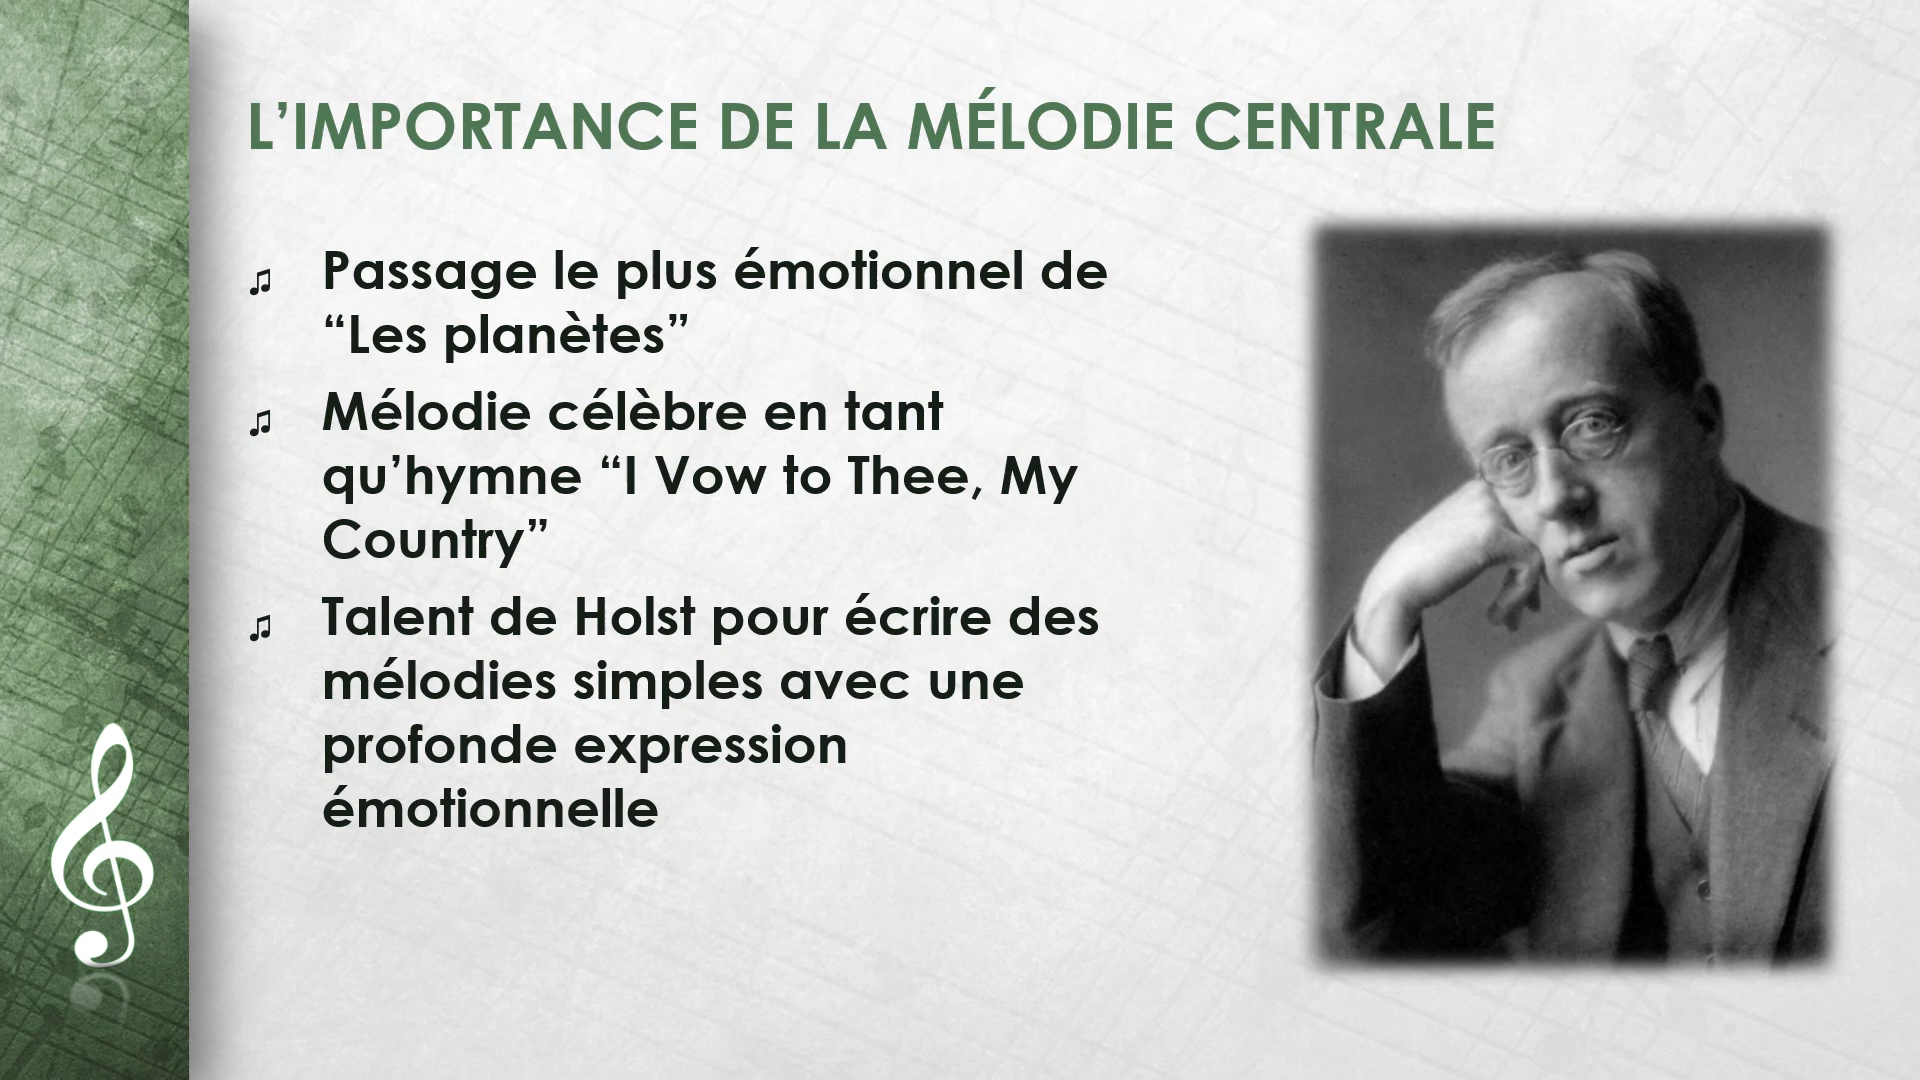 L’IMPORTANCE DE LA MÉLODIE CENTRALE
♫ Passage le plus émotionnel de
“Les planètes”
♫ Mélodie célèbre en tant
qu’hymne “I Vow to Thee, My
Country”
♫ Talent de Holst pour écrire des
mélodies simples avec une
profonde expression
émotionnelle